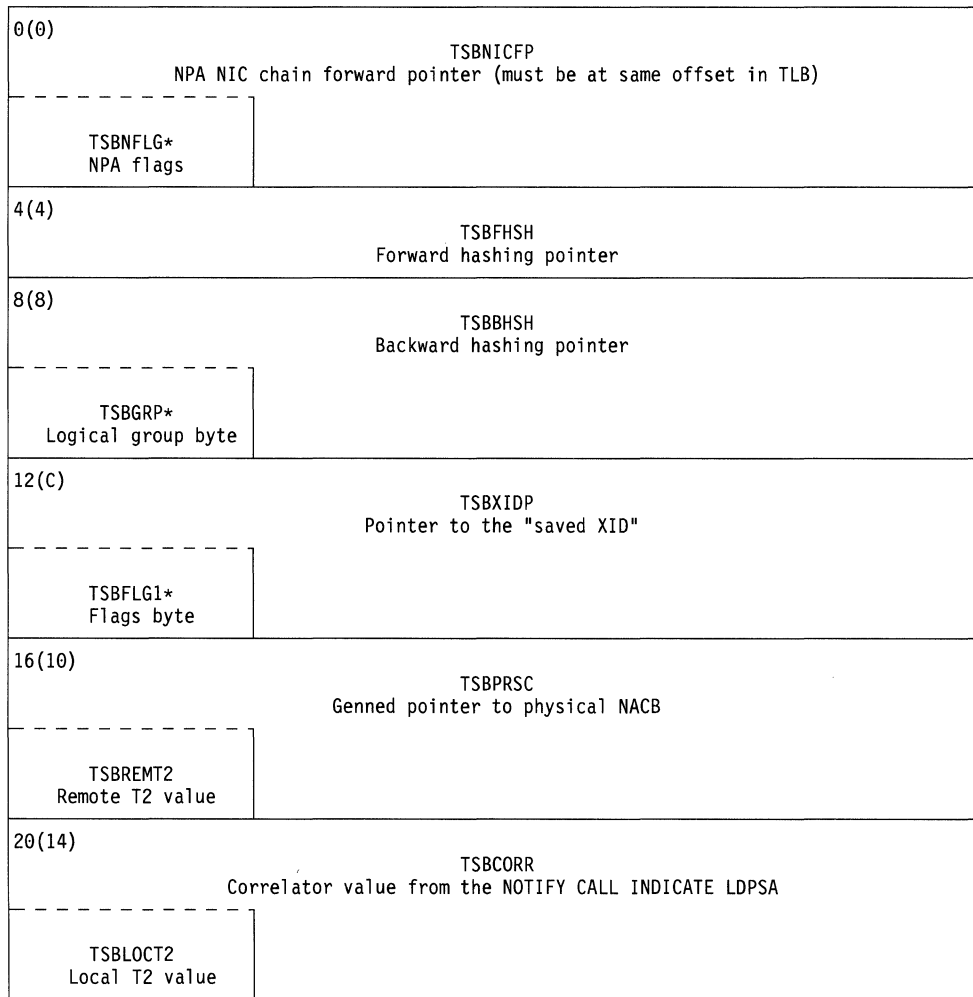 0(0)
TSBNICFP
NPA NIC chain forward pointer (must be at same offset in TLB)
TSBNFLG*
NPA flags
4(4)
TSBFHSH
Forward hashing pointer
8(8)
TSBBHSH
Backward hashing pointer
TSBGRP*
Logical group byte
12(C)
TSBXIDP
Pointer to the "saved XID"
TSBFLG1*
Flags byte
16(10)
TSBPRSC
Genned pointer to physical NACB
TSBREMT2
Remote T2 value
20(14)
TSBCORR
Correlator value from the NOTIFY CALL INDICATE LDPSA
TSBLOCT2
Local T2 value